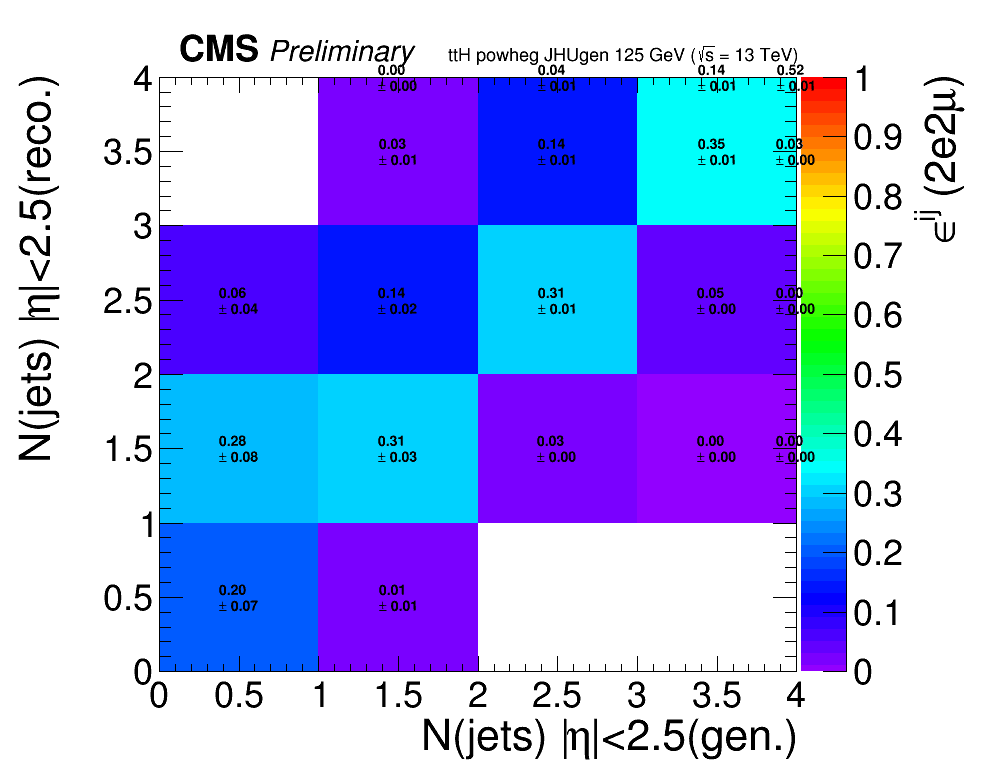 CMS Preliminary ttH powheg JHUgen 125 GeV (√s = 13 TeV)
0.00 0.04 0.14 0.52
± 0.00 ± 0.01 ± 0.01 ± 0.01
0.03 0.14 0.35 0.03
± 0.01 ± 0.01 ± 0.01 ± 0.00
0.06 0.14 0.31 0.05 0.00
± 0.04 ± 0.02 ± 0.01 ± 0.00 ± 0.00
0.28 0.31 0.03 0.00 0.00
± 0.08 ± 0.03 ± 0.00 ± 0.00 ± 0.00
0.20 0.01
± 0.07 ± 0.01
N(jets) |η|<2.5(reco.)
4
3.5
3
2.5
2
1.5
1
0.5
0
0 0.5 1 1.5 2 2.5 3 3.5 4
N(jets) |η|<2.5(gen.)
1
0.9
0.8
0.7
0.6
0.5
0.4
0.3
0.2
0.1
0
∈ij (2e2μ)